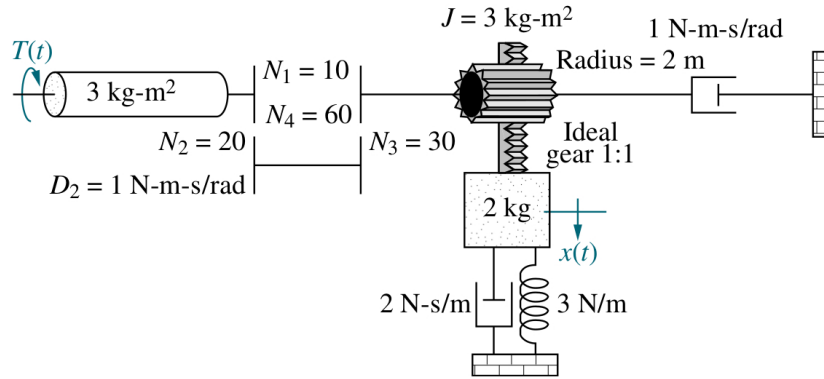 J = 3 kg-m²
1 N-m-s/rad
T(t)
Radius = 2 m
3 kg-m²
N₁ = 10
N₄ = 60
N₂ = 20
N₃ = 30
Ideal
gear 1:1
D₂ = 1 N-m-s/rad
2 kg
x(t)
2 N-s/m
3 N/m